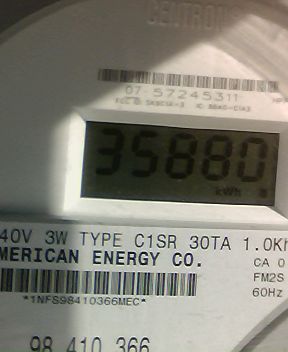 CENTRON
07-57245311
35880
kWh
40V 3W TYPE C1SR 30TA 1.0Kh
MERICAN ENERGY CO.
CA 0
FM2S
60Hz
*1NFS98410366MEC*
98 410 366